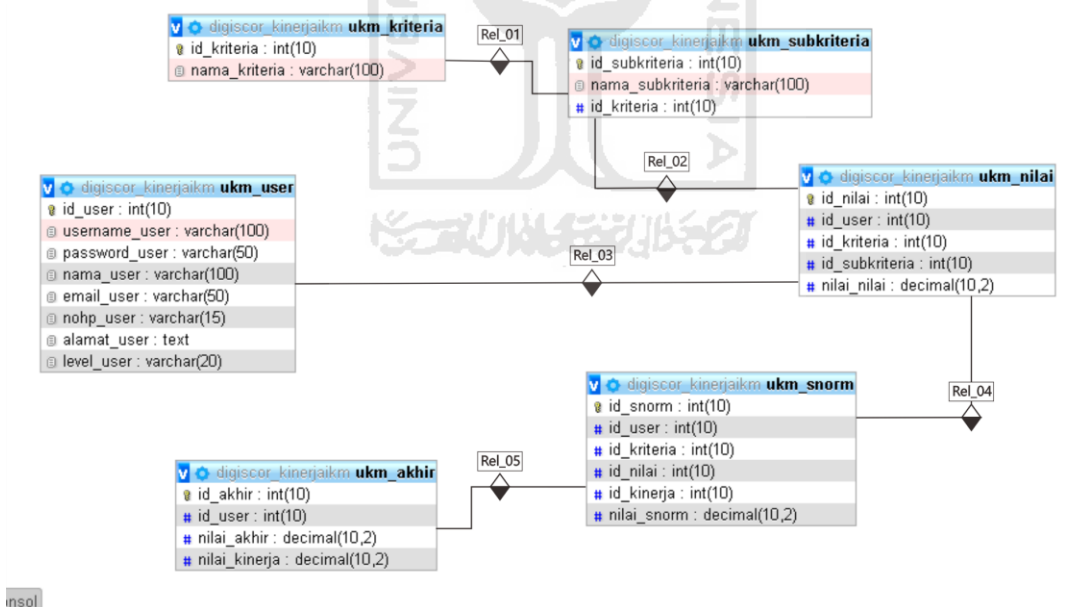 digiscor_kinerjaikm ukm_kriteria
id_kriteria : int(10)
nama_kriteria : varchar(100)
Rel_01
digiscor_kinerjaikm ukm_subkriteria
id_subkriteria : int(10)
nama_subkriteria : varchar(100)
# id_kriteria : int(10)
Rel_02
digiscor_kinerjaikm ukm_user
id_user : int(10)
username_user : varchar(100)
password_user : varchar(50)
nama_user : varchar(100)
email_user : varchar(50)
nohp_user : varchar(15)
alamat_user : text
level_user : varchar(20)
Rel_03
digiscor_kinerjaikm ukm_nilai
id_nilai : int(10)
# id_user : int(10)
# id_kriteria : int(10)
# id_subkriteria : int(10)
# nilai_nilai : decimal(10,2)
Rel_04
digiscor_kinerjaikm ukm_snorm
id_snorm : int(10)
# id_user : int(10)
# id_kriteria : int(10)
# id_nilai : int(10)
# id_kinerja : int(10)
# nilai_snorm : decimal(10,2)
Rel_05
digiscor_kinerjaikm ukm_akhir
id_akhir : int(10)
# id_user : int(10)
# nilai_akhir : decimal(10,2)
# nilai_kinerja : decimal(10,2)
nsol